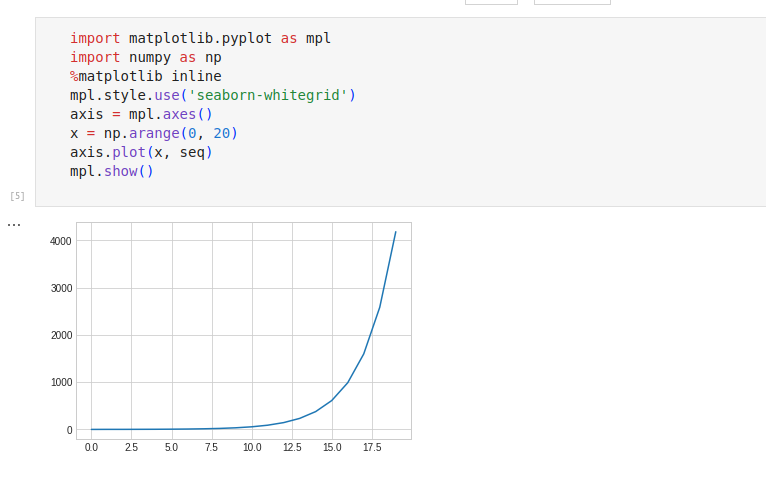 import matplotlib.pyplot as mpl
import numpy as np
%matplotlib inline
mpl.style.use('seaborn-whitegrid')
axis = mpl.axes()
x = np.arange(0, 20)
axis.plot(x, seq)
mpl.show()
[5]
...
4000
3000
2000
1000
0
0.0 2.5 5.0 7.5 10.0 12.5 15.0 17.5